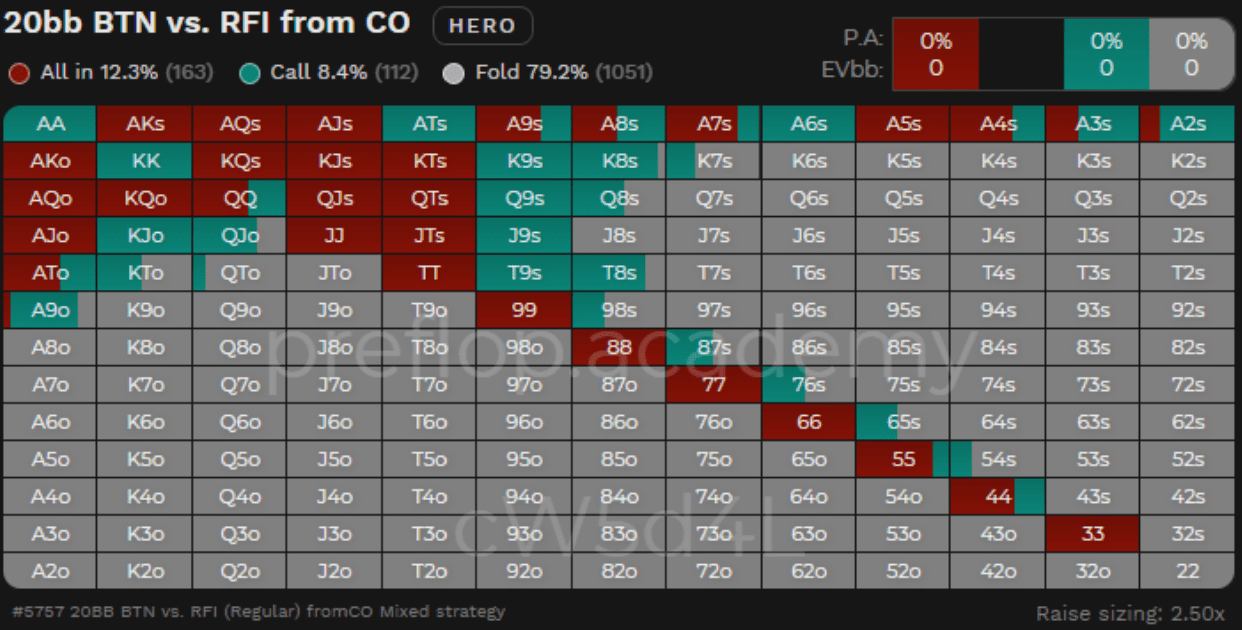 20bb BTN vs. RFI from CO HERO
P.A: 0% 0% 0%
All in 12.3% (163) Call 8.4% (112) Fold 79.2% (1051)
EVbb: 0 0 0
AA AKs AQs AJs ATs A9s A8s A7s A6s A5s A4s A3s A2s
AKo KK KQs KJs KTs K9s K8s K7s K6s K5s K4s K3s K2s
AQo KQo QQ QJs QTs Q9s Q8s Q7s Q6s Q5s Q4s Q3s Q2s
AJo KJo QJo JJ JTs J9s J8s J7s J6s J5s J4s J3s J2s
ATo KTo QTo JTo TT T9s T8s T7s T6s T5s T4s T3s T2s
A9o K9o Q9o J9o T9o 99 98s 97s 96s 95s 94s 93s 92s
A8o K8o Q8o J8o T8o 98o 88 87s 86s 85s 84s 83s 82s
preflop.academy
A7o K7o Q7o J7o T7o 97o 87o 77 76s 75s 74s 73s 72s
A6o K6o Q6o J6o T6o 96o 86o 76o 66 65s 64s 63s 62s
A5o K5o Q5o J5o T5o 95o 85o 75o 65o 55 54s 53s 52s
A4o K4o Q4o J4o T4o 94o 84o 74o 64o 54o 44 43s 42s
A3o K3o Q3o J3o T3o 93o 83o 73o 63o 53o 43o 33 32s
cW5d4L
A2o K2o Q2o J2o T2o 92o 82o 72o 62o 52o 42o 32o 22
#5757 20BB BTN vs. RFI (Regular) fromCO Mixed strategy
Raise sizing: 2.50x